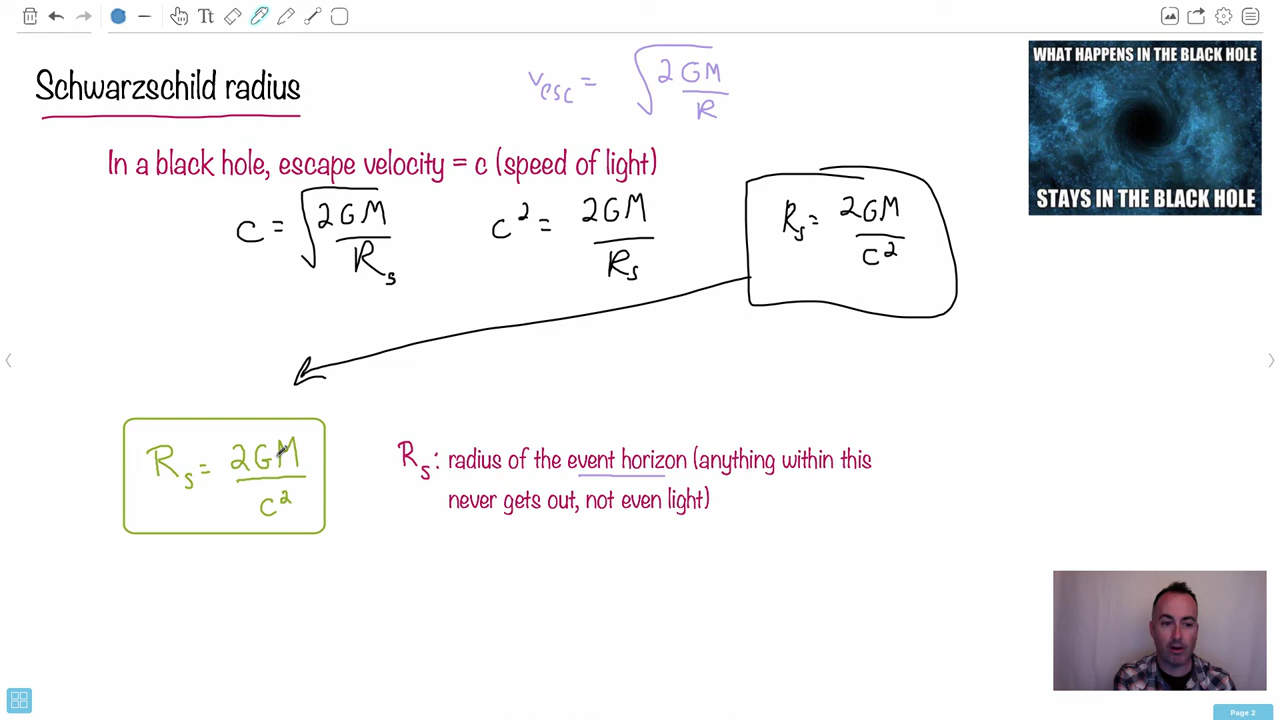 Tt
v_esc = √(2GM/R)
Schwarzschild radius
WHAT HAPPENS IN THE BLACK HOLE
STAYS IN THE BLACK HOLE
In a black hole, escape velocity = c (speed of light)
c = √(2GM/R_s)
c² = 2GM/R_s
R_s = 2GM/c²
R_s = 2GM/c²
R_s: radius of the event horizon (anything within this
never gets out, not even light)
Page 2